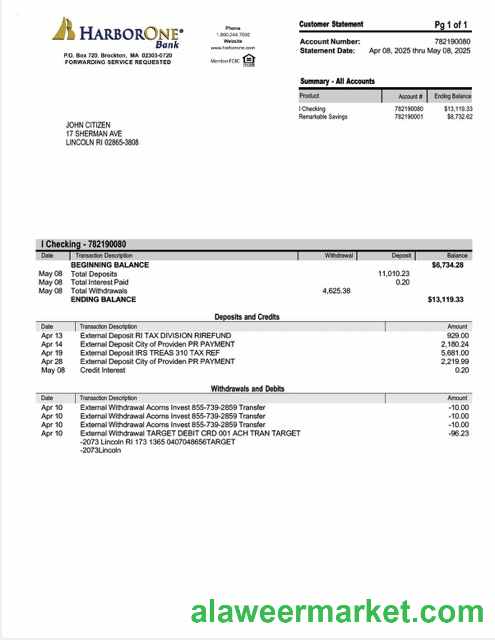 HARBORONE®
Bank
P.O. Box 720, Brockton, MA 02303-0720
FORWARDING SERVICE REQUESTED
Phone
1.800.244.7592
Website
www.harborone.com
Member FDIC
Customer Statement Pg 1 of 1
Account Number: 782190080
Statement Date: Apr 08, 2025 thru May 08, 2025
Summary - All Accounts
Product Account # Ending Balance
I Checking 782190080 $13,119.33
Remarkable Savings 782190001 $8,732.62
JOHN CITIZEN
17 SHERMAN AVE
LINCOLN RI 02865-3808
I Checking - 782190080
Date Transaction Description Withdrawal Deposit Balance
BEGINNING BALANCE $6,734.28
May 08 Total Deposits 11,010.23
May 08 Total Interest Paid 0.20
May 08 Total Withdrawals 4,625.38
ENDING BALANCE $13,119.33
Deposits and Credits
Date Transaction Description Amount
Apr 13 External Deposit RI TAX DIVISION RIREFUND 929.00
Apr 14 External Deposit City of Providen PR PAYMENT 2,180.24
Apr 19 External Deposit IRS TREAS 310 TAX REF 5,681.00
Apr 28 External Deposit City of Providen PR PAYMENT 2,219.99
May 08 Credit Interest 0.20
Withdrawals and Debits
Date Transaction Description Amount
Apr 10 External Withdrawal Acorns Invest 855-739-2859 Transfer -10.00
Apr 10 External Withdrawal Acorns Invest 855-739-2859 Transfer -10.00
Apr 10 External Withdrawal Acorns Invest 855-739-2859 Transfer -10.00
Apr 10 External Withdrawal TARGET DEBIT CRD 001 ACH TRAN TARGET -96.23
-2073 Lincoln RI 173 1365 0407048656TARGET
-2073Lincoln
alaweermarket.com